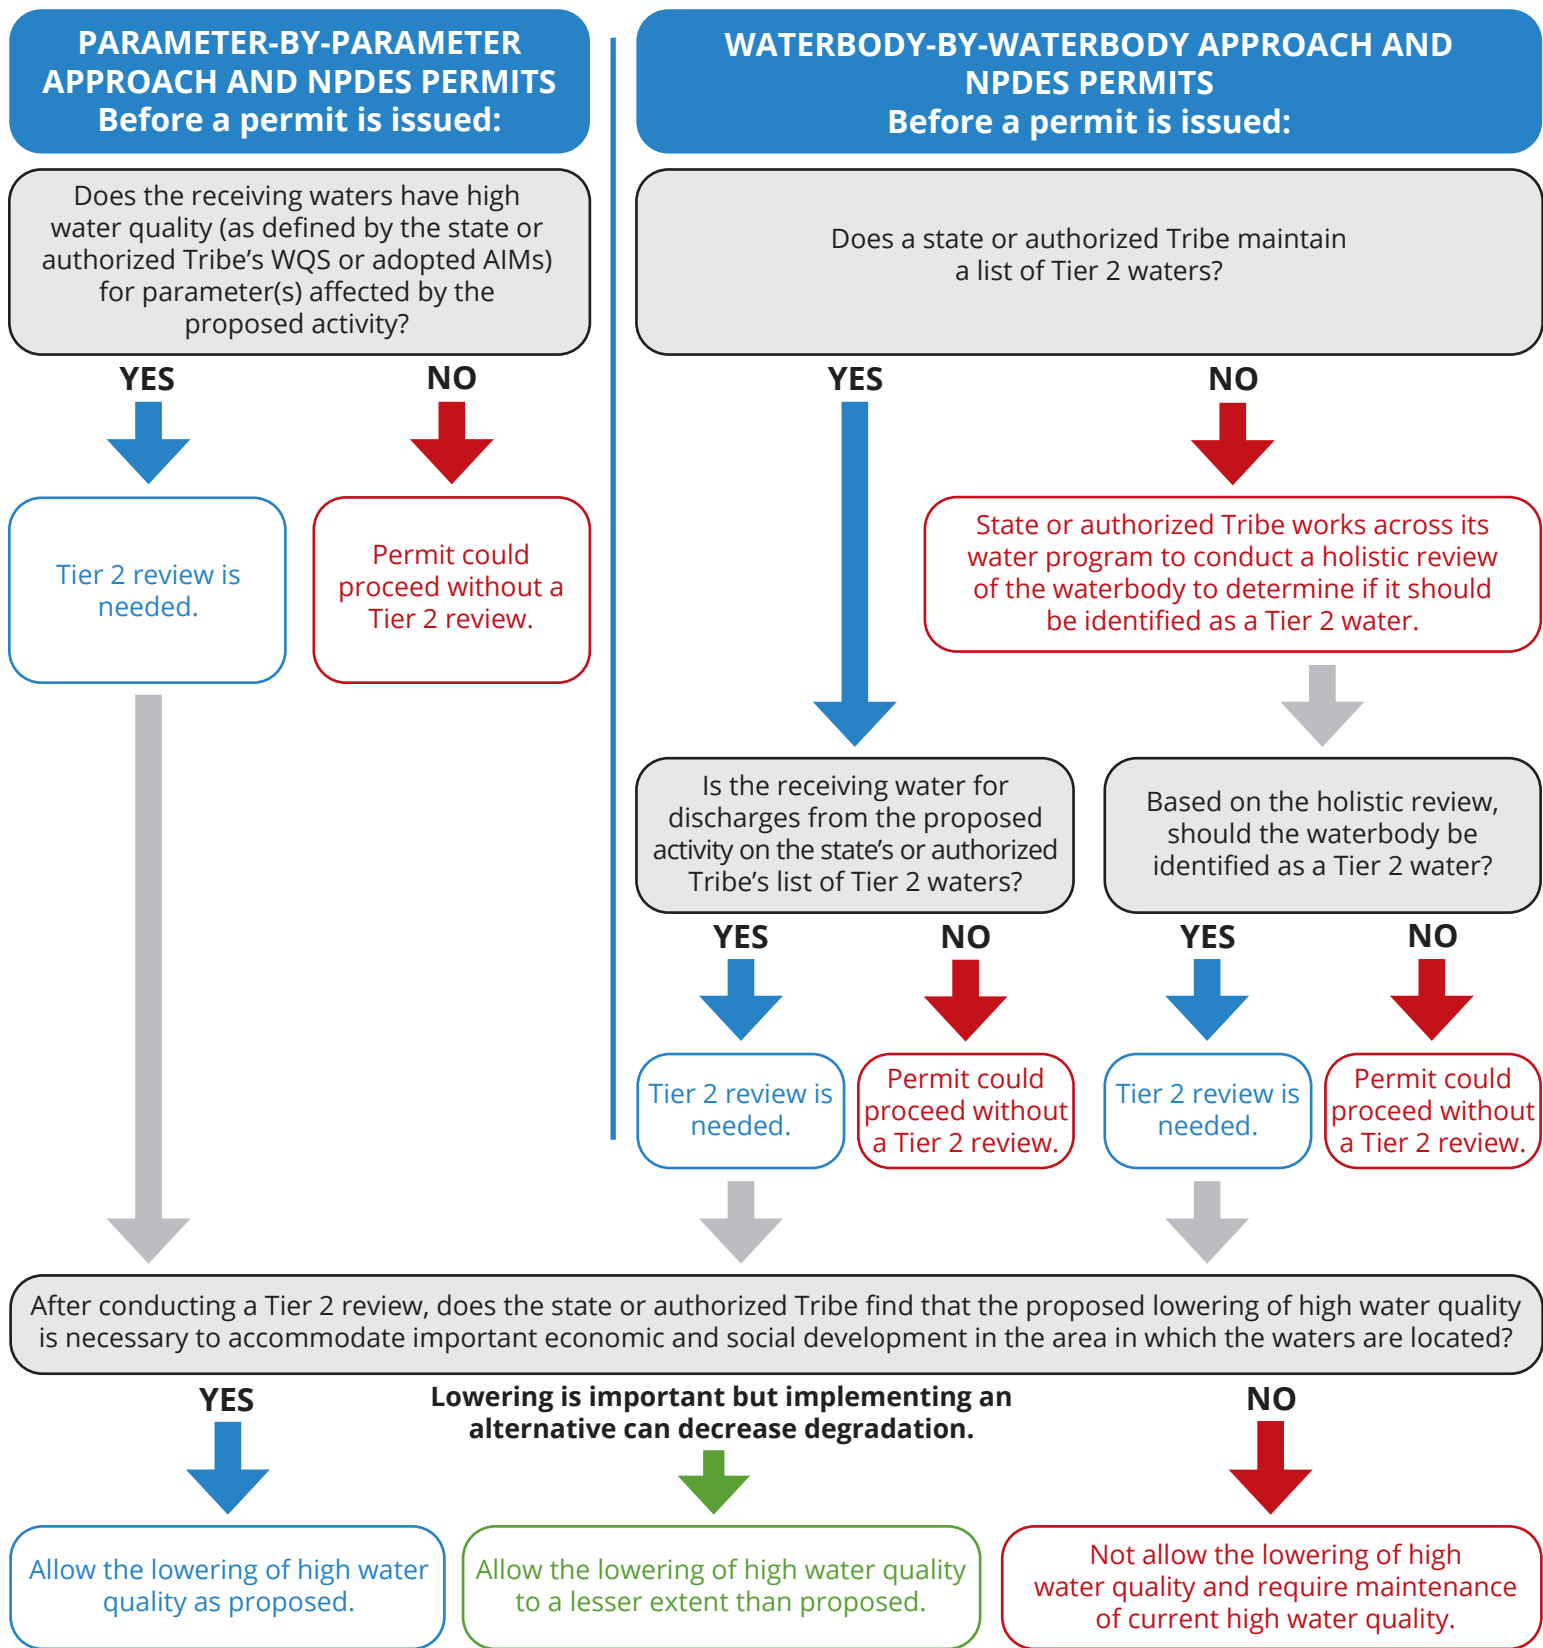 PARAMETER-BY-PARAMETER
APPROACH AND NPDES PERMITS
Before a permit is issued:
Does the receiving waters have high
water quality (as defined by the state or
authorized Tribe's WQS or adopted AIMs)
for parameter(s) affected by the
proposed activity?
YES
NO
Tier 2 review is
needed.
Permit could
proceed without a
Tier 2 review.
WATERBODY-BY-WATERBODY APPROACH AND
NPDES PERMITS
Before a permit is issued:
Does a state or authorized Tribe maintain
a list of Tier 2 waters?
YES
NO
State or authorized Tribe works across its
water program to conduct a holistic review
of the waterbody to determine if it should
be identified as a Tier 2 water.
Is the receiving water for
discharges from the proposed
activity on the state's or authorized
Tribe's list of Tier 2 waters?
Based on the holistic review,
should the waterbody be
identified as a Tier 2 water?
YES
NO
YES
NO
Tier 2 review is
needed.
Permit could
proceed without
a Tier 2 review.
Tier 2 review is
needed.
Permit could
proceed without
a Tier 2 review.
After conducting a Tier 2 review, does the state or authorized Tribe find that the proposed lowering of high water quality
is necessary to accommodate important economic and social development in the area in which the waters are located?
YES
Lowering is important but implementing an
alternative can decrease degradation.
NO
Allow the lowering of high water
quality as proposed.
Allow the lowering of high water quality
to a lesser extent than proposed.
Not allow the lowering of high
water quality and require maintenance
of current high water quality.